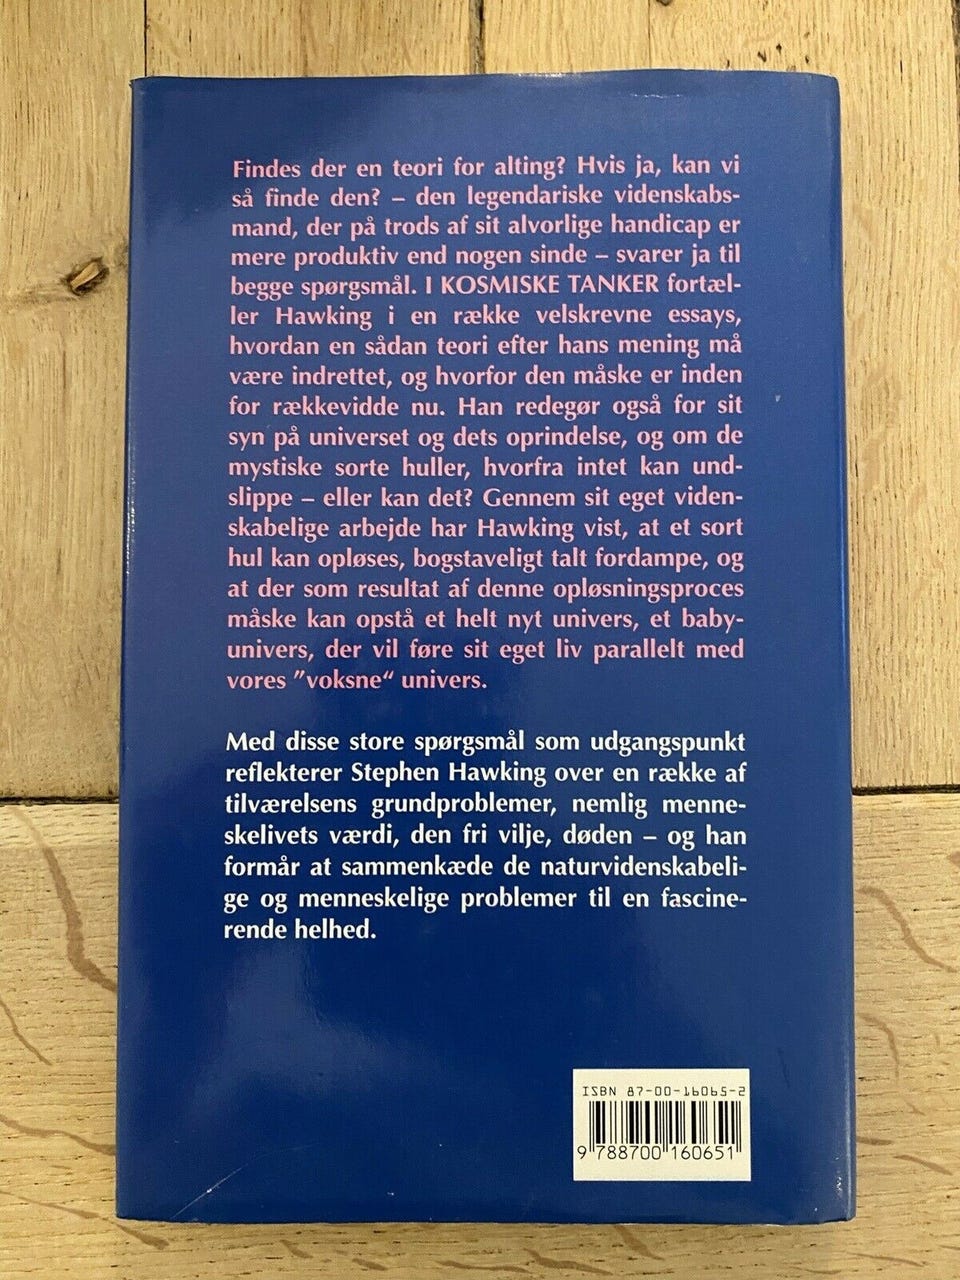 Findes der en teori for alting? Hvis ja, kan vi
så finde den? – den legendariske videnskabs-
mand, der på trods af sit alvorlige handicap er
mere produktiv end nogen sinde – svarer ja til
begge spørgsmål. I KOSMISKE TANKER fortæl-
ler Hawking i en række velskrevne essays,
hvordan en sådan teori efter hans mening må
være indrettet, og hvorfor den måske er inden
for rækkevidde nu. Han redegør også for sit
syn på universet og dets oprindelse, og om de
mystiske sorte huller, hvorfra intet kan und-
slippe – eller kan det? Gennem sit eget viden-
skabelige arbejde har Hawking vist, at et sort
hul kan opløses, bogstaveligt talt fordampe, og
at der som resultat af denne opløsningsproces
måske kan opstå et helt nyt univers, et baby-
univers, der vil føre sit eget liv parallelt med
vores ”voksne“ univers.
Med disse store spørgsmål som udgangspunkt
reflekterer Stephen Hawking over en række af
tilværelsens grundproblemer, nemlig menne-
skelivets værdi, den fri vilje, døden – og han
formår at sammenkæde de naturvidenskabeli-
ge og menneskelige problemer til en fascine-
rende helhed.
ISBN 87-00-16065-2
9 788700 160651